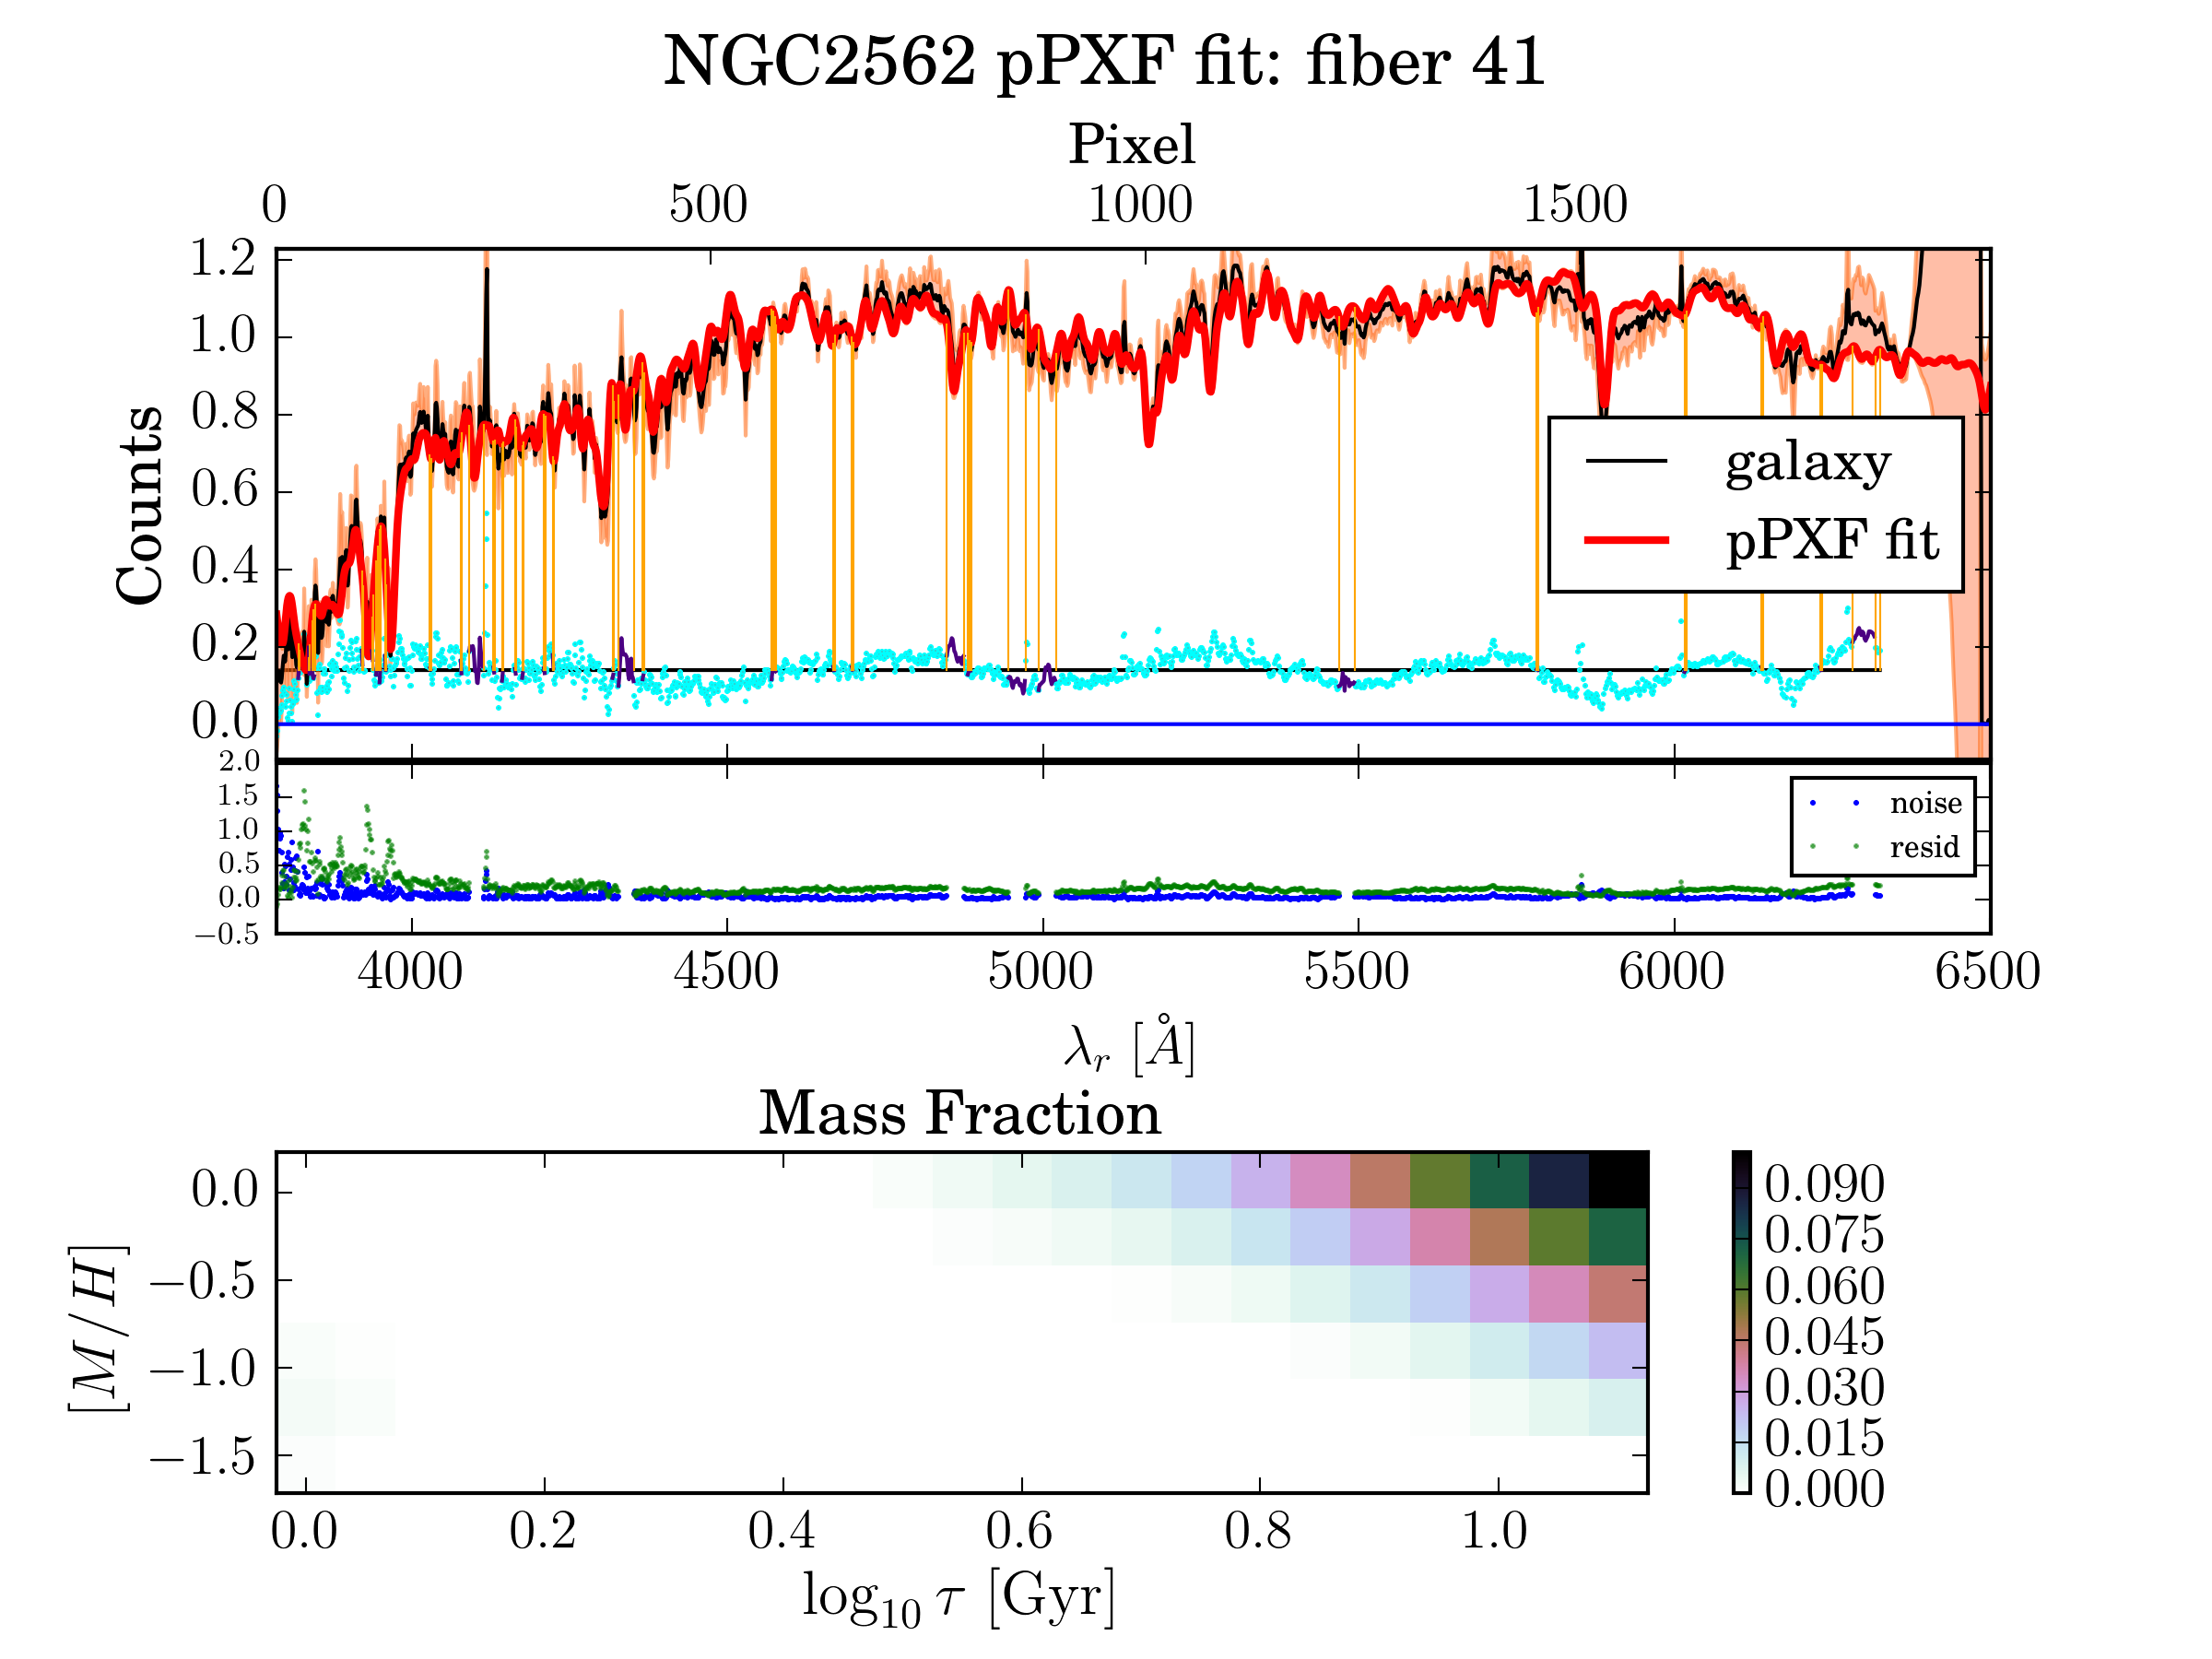 NGC2562 pPXF fit: fiber 41
Pixel
0 500 1000 1500
1.2
1.0
0.8
0.6
0.4
0.2
0.0
Counts
galaxy
pPXF fit
2.0
1.5
1.0
0.5
0.0
−0.5
noise
resid
4000 4500 5000 5500 6000 6500
λr [Å]
Mass Fraction
0.0
−0.5
−1.0
−1.5
[M/H]
0.090
0.075
0.060
0.045
0.030
0.015
0.000
0.0 0.2 0.4 0.6 0.8 1.0
log10 τ [Gyr]